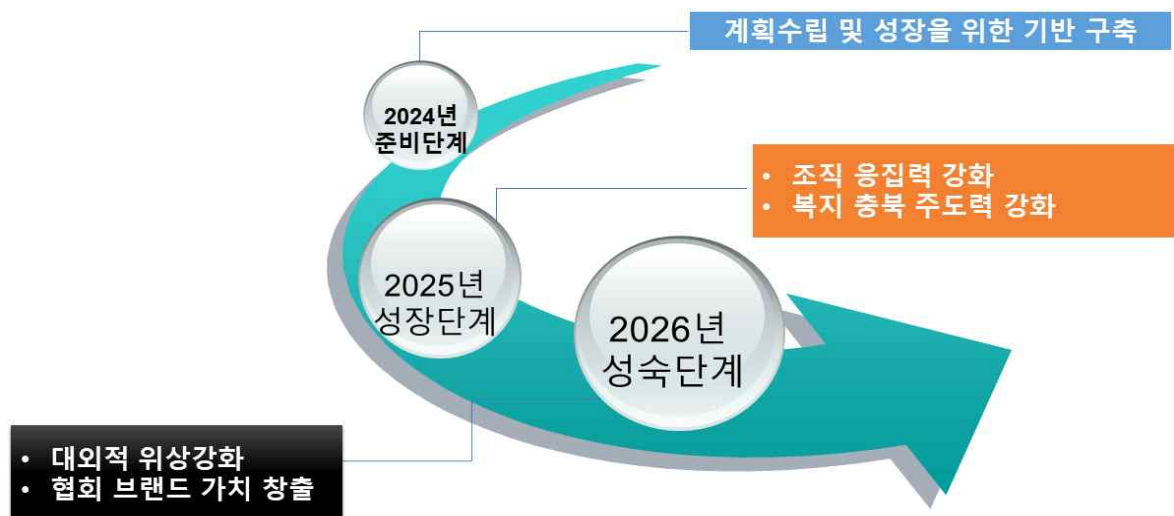 계획수립 및 성장을 위한 기반 구축
2024년
준비단계
• 조직 응집력 강화
• 복지 충북 주도력 강화
2025년
성장단계
2026년
성숙단계
• 대외적 위상강화
• 협회 브랜드 가치 창출